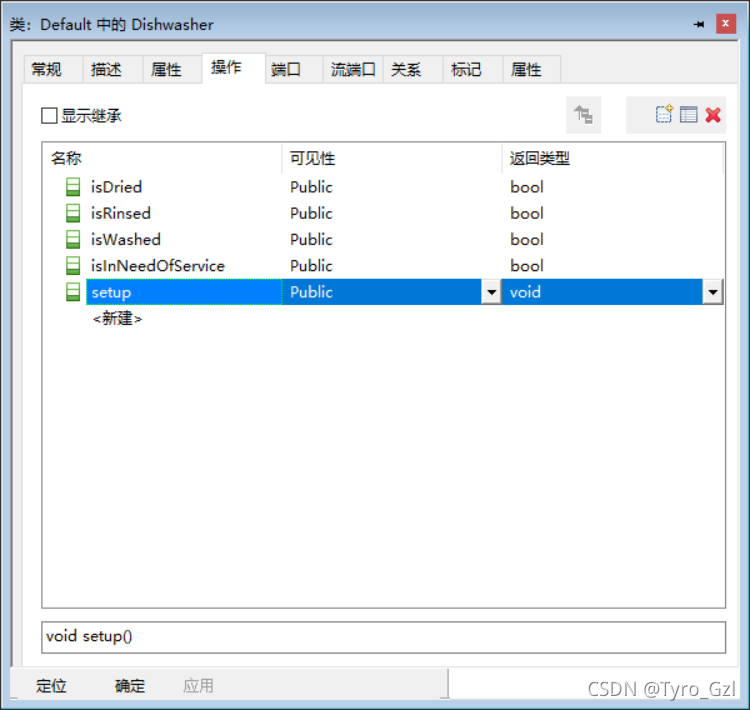 类: Default 中的 Dishwasher
常规 描述 属性 操作 端口 流端口 关系 标记 属性
显示继承
名称 可见性 返回类型
isDried Public bool
isRinsed Public bool
isWashed Public bool
isInNeedOfService Public bool
setup Public void
<新建>
void setup()
定位 确定 应用
CSDN @Tyro_Gzl